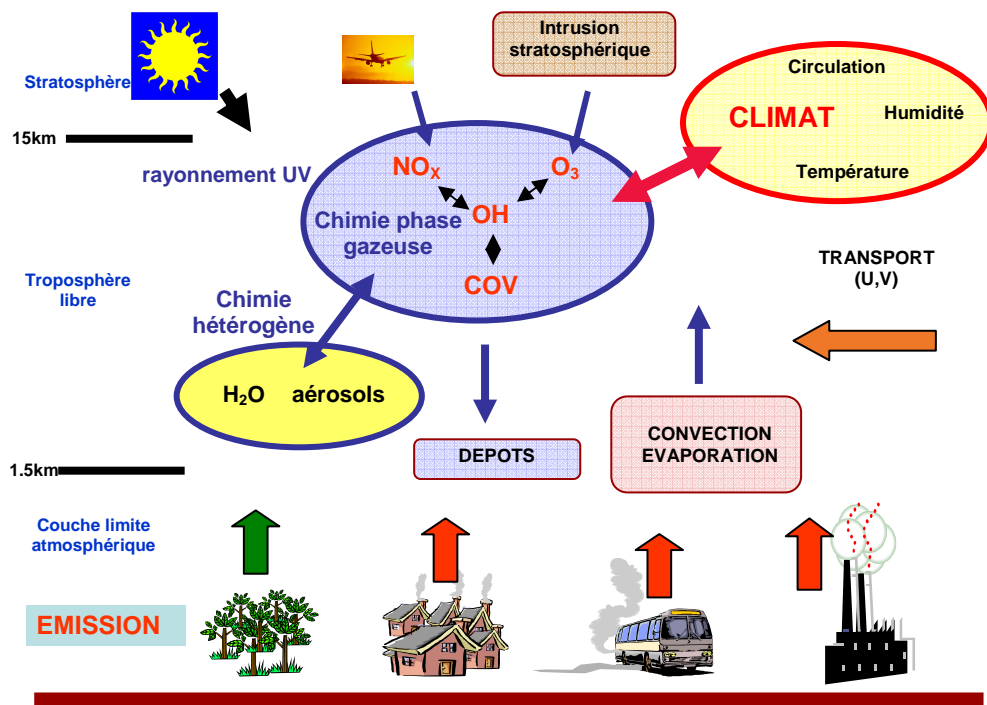 Intrusion
stratosphérique
Stratosphère
Circulation
CLIMAT
Humidité
Température
15km
rayonnement UV
NOX
O3
OH
Chimie phase
gazeuse
COV
TRANSPORT
(U,V)
Troposphère
libre
Chimie
hétérogène
H2O aérosols
CONVECTION
EVAPORATION
DEPOTS
1.5km
Couche limite
atmosphérique
EMISSION